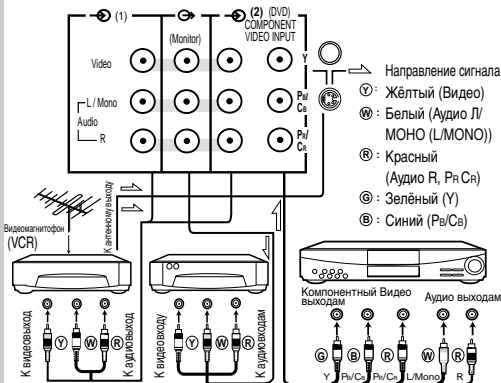 (1)
(2) (DVD)
COMPONENT
VIDEO INPUT
(Monitor)
Video
Y
L / Mono
PB/
CB
Audio
R
PR/
CR
Направление сигнала
Y : Жёлтый (Видео)
W : Белый (Аудио Л/
МОНО (L/MONO))
R : Красный
(Аудио R, PR CR)
G : Зелёный (Y)
B : Синий (PB/CB)
К антенному выходу
Видеомагнитофон
(VCR)
Компонентный Видео
выходам
Аудио выходам
К видеовыход
Y W R
К аудиовыход
К видеовходу
Y W R
К аудиовходам
G B R W R
Y PB/CB PR/CR L/Mono R